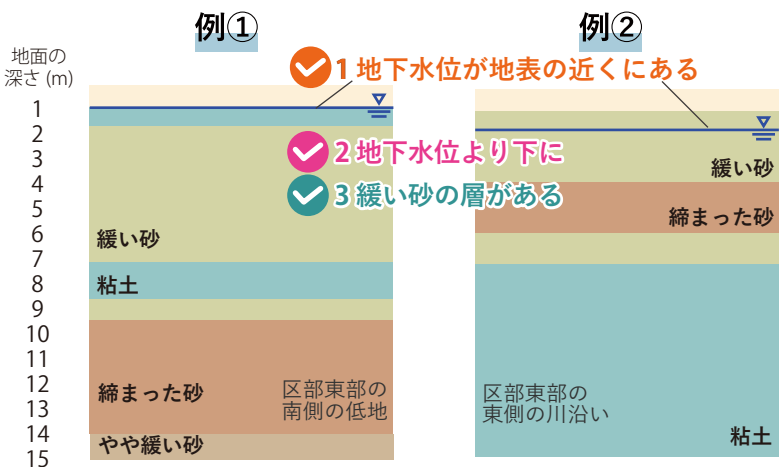 例①
例②
地面の
深さ(m)
1 地下水位が地表の近くにある
2 地下水位より下に
3 緩い砂の層がある
1
2
3
4
5
6
7
8
9
10
11
12
13
14
15
緩い砂
粘土
締まった砂
区部東部の
南側の低地
やや緩い砂
緩い砂
締まった砂
区部東部の
東側の川沿い
粘土